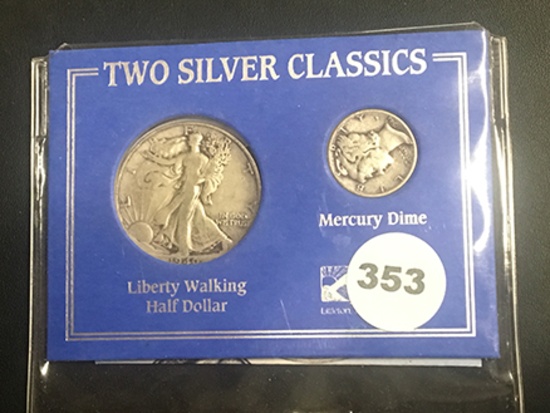 TWO SILVER CLASSICS
Mercury Dime
Liberty Walking
Half Dollar
353